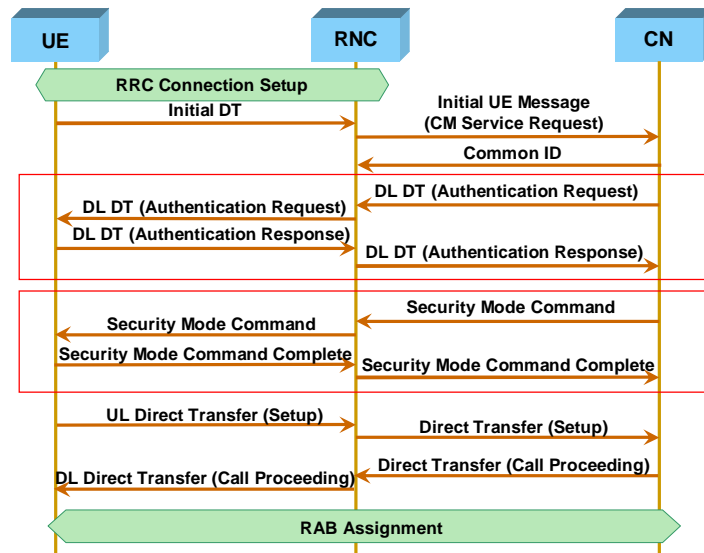 UE
RNC
CN
RRC Connection Setup
Initial DT
Initial UE Message
(CM Service Request)
Common ID
DL DT (Authentication Request)
DL DT (Authentication Request)
DL DT (Authentication Response)
DL DT (Authentication Response)
Security Mode Command
Security Mode Command
Security Mode Command Complete
Security Mode Command Complete
UL Direct Transfer (Setup)
Direct Transfer (Setup)
Direct Transfer (Call Proceeding)
DL Direct Transfer (Call Proceeding)
RAB Assignment